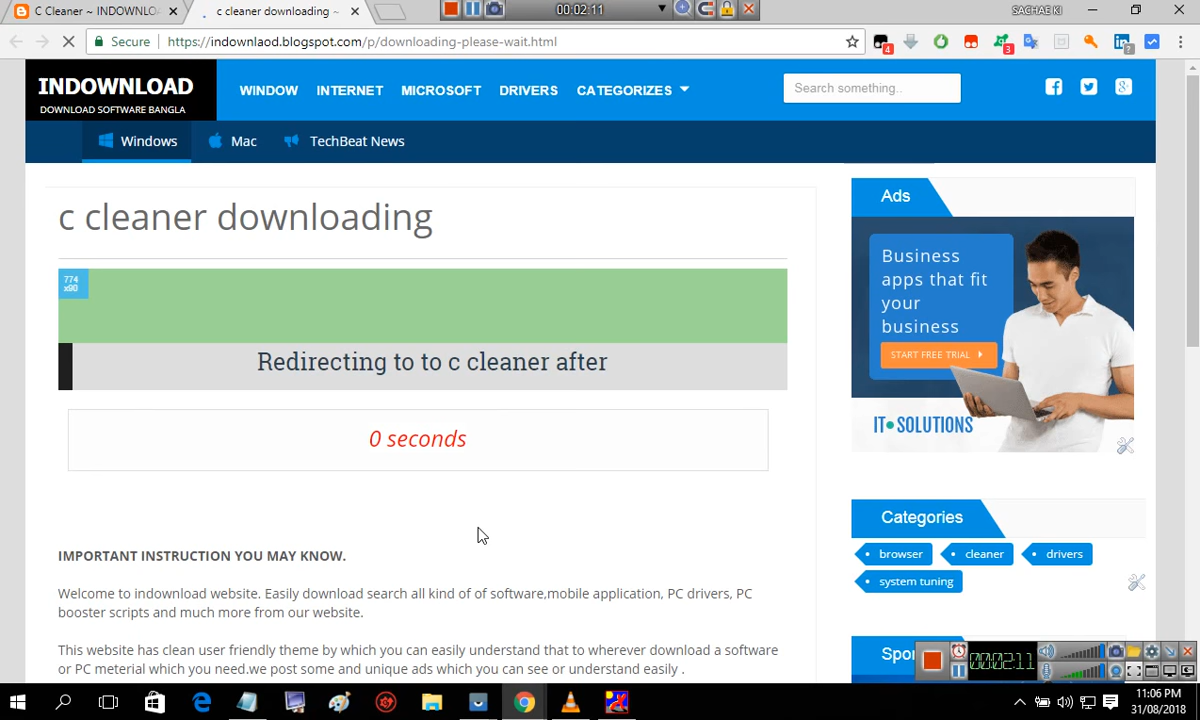 C Cleaner ~ INDOWNLO
c cleaner downloading ~
00:02:11
SACHAE KI
Secure
https://indownlaod.blogspot.com/p/downloading-please-wait.html
4
3
?
INDOWNLOAD
DOWNLOAD SOFTWARE BANGLA
WINDOW
INTERNET
MICROSOFT
DRIVERS
CATEGORIZES
Search something..
Windows
Mac
TechBeat News
c cleaner downloading
774
x90
Redirecting to to c cleaner after
0 seconds
IMPORTANT INSTRUCTION YOU MAY KNOW.
Welcome to indownload website. Easily download search all kind of of software,mobile application, PC drivers, PC
booster scripts and much more from our website.
This website has clean user friendly theme by which you can easily understand that to wherever download a software
or PC meterial which you need.we post some and unique ads which you can see or understand easily .
Ads
Business
apps that fit
your
business
START FREE TRIAL
IT•SOLUTIONS
Categories
browser
cleaner
drivers
system tuning
Spo
00:02:11
11:06 PM
31/08/2018